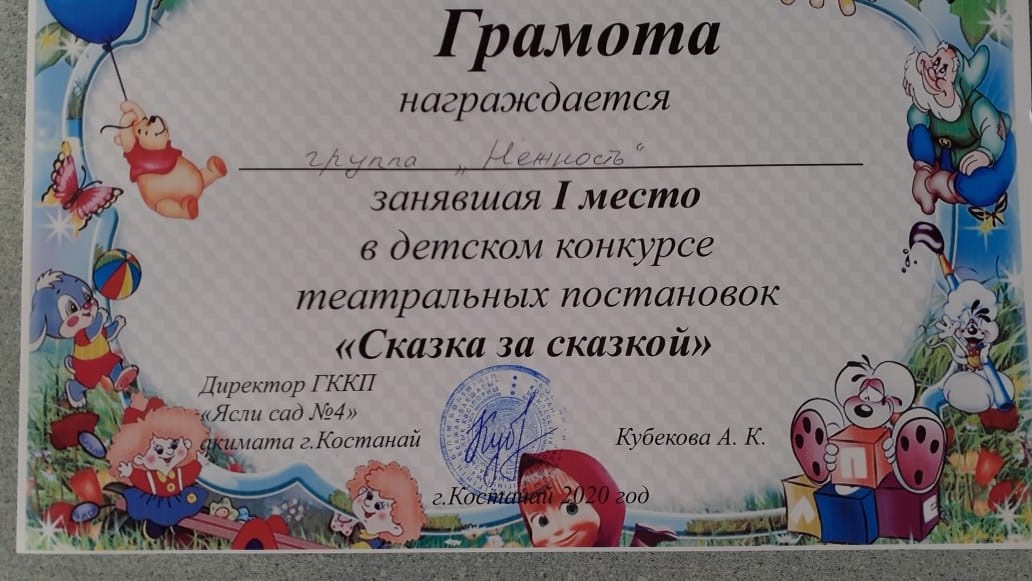 Грамота
награждается
группа „Нежность“
занявшая I место
в детском конкурсе
театральных постановок
«Сказка за сказкой»
Директор ГККП
«Ясли сад №4»
акимата г.Костанай
Кубекова А. К.
г.Костанай 2020 год
П